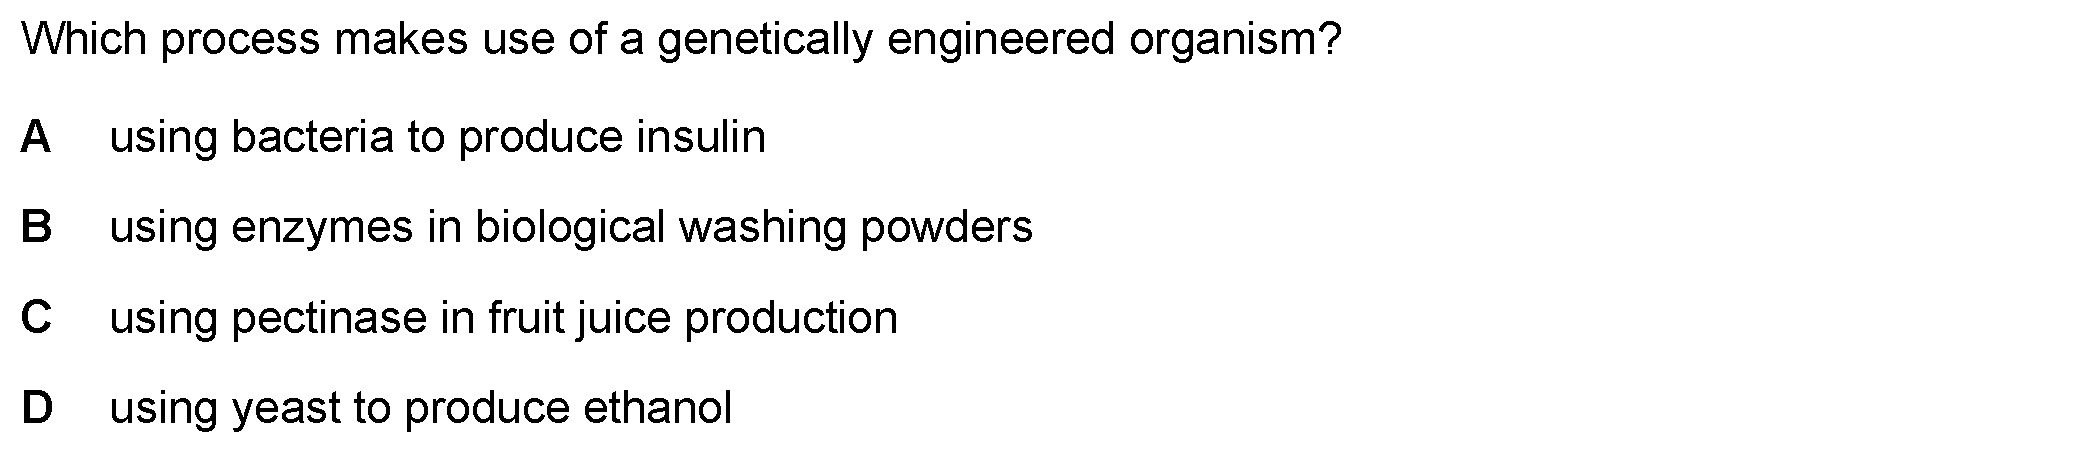 Which process makes use of a genetically engineered organism?
A using bacteria to produce insulin
B using enzymes in biological washing powders
C using pectinase in fruit juice production
D using yeast to produce ethanol